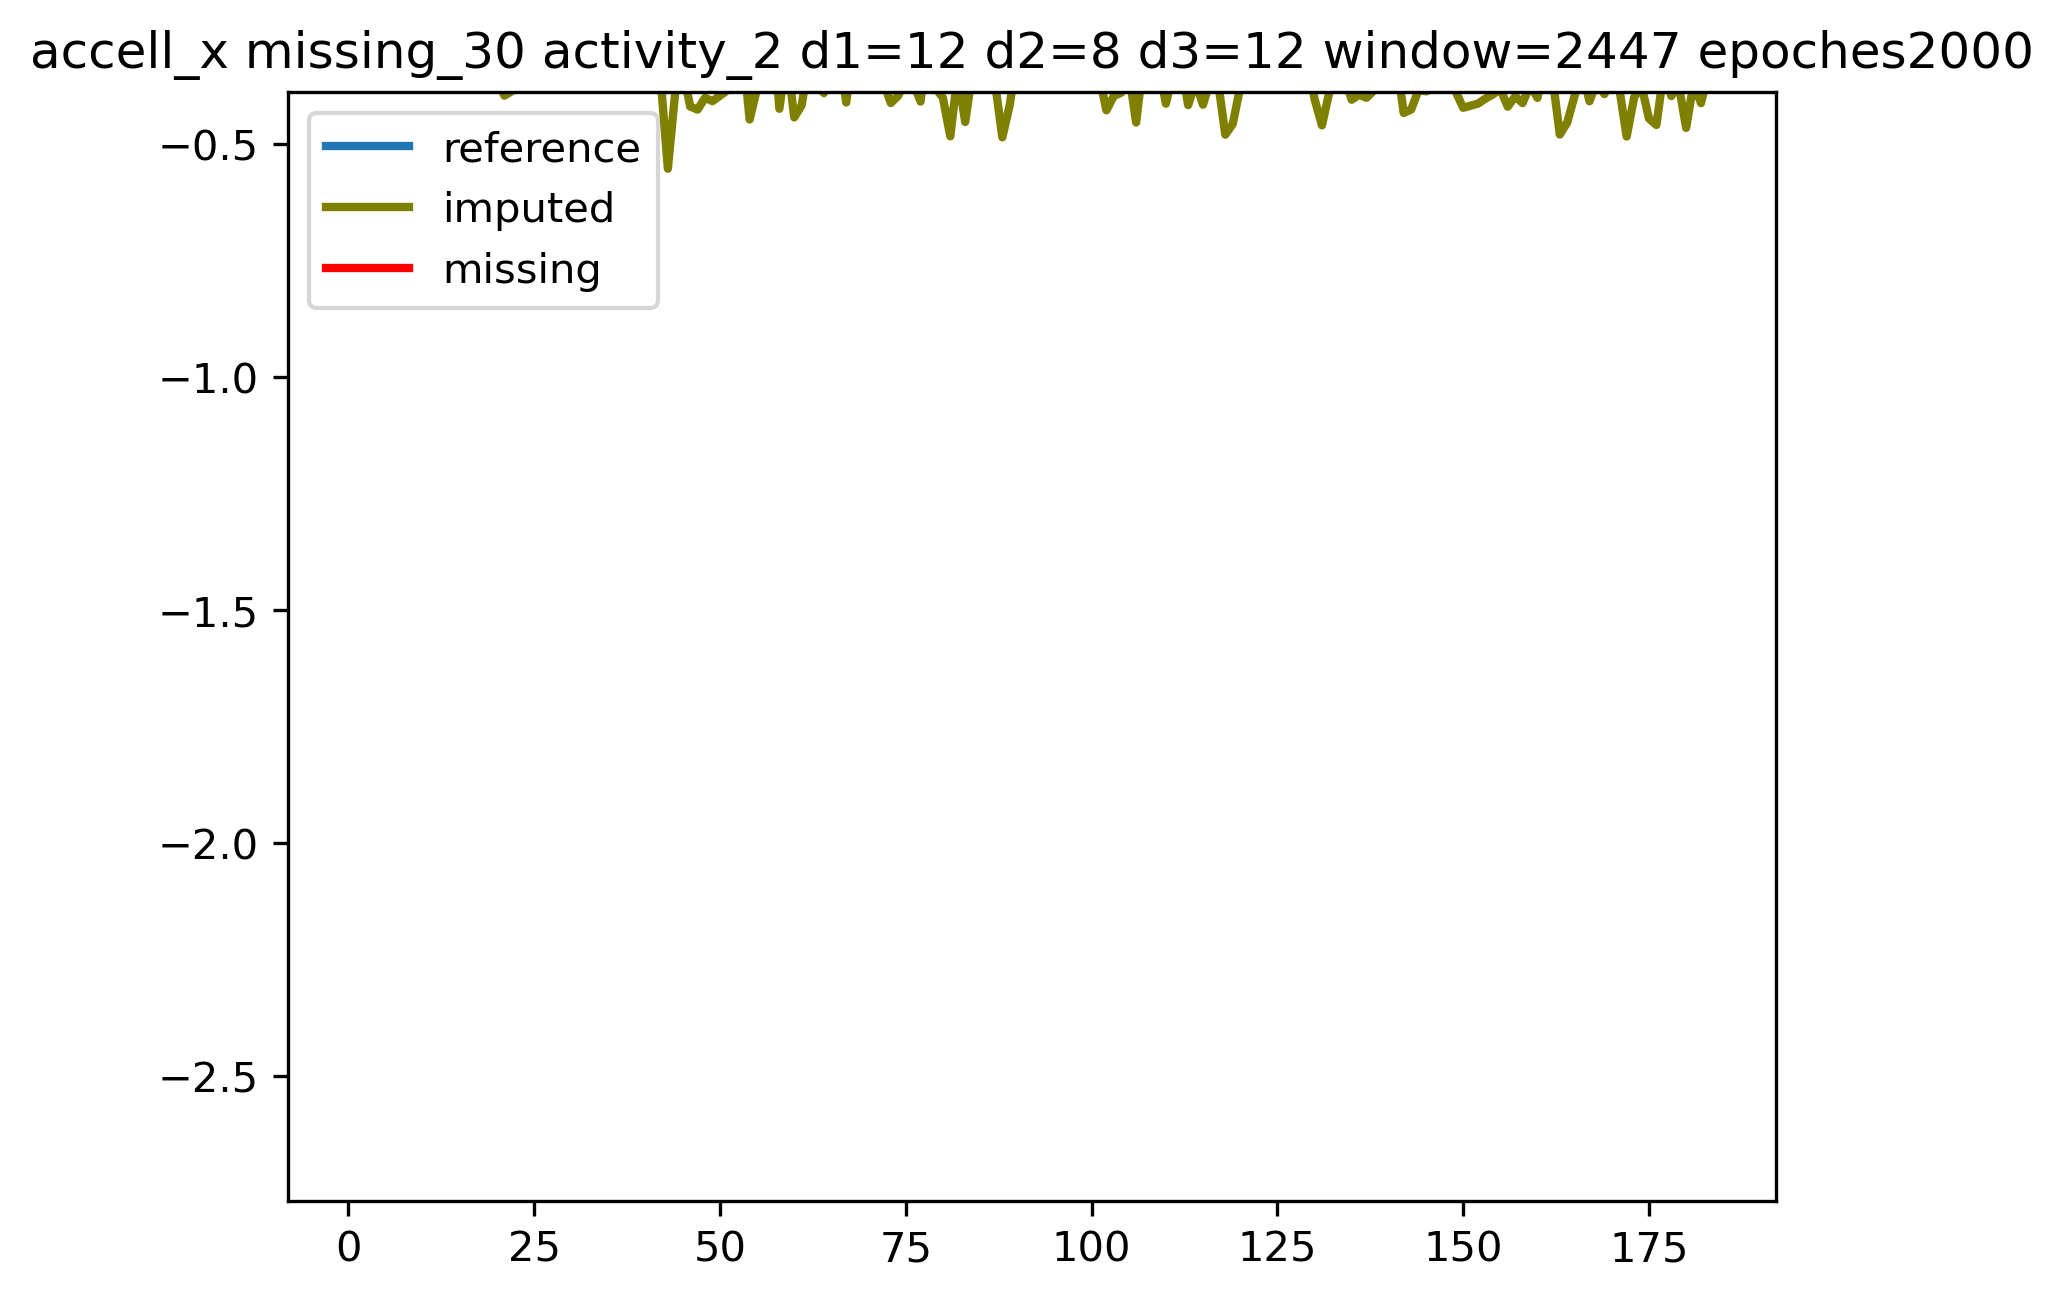 accell_x missing_30 activity_2 d1=12 d2=8 d3=12 window=2447 epoches2000
reference
imputed
missing
−0.5
−1.0
−1.5
−2.0
−2.5
0 25 50 75 100 125 150 175